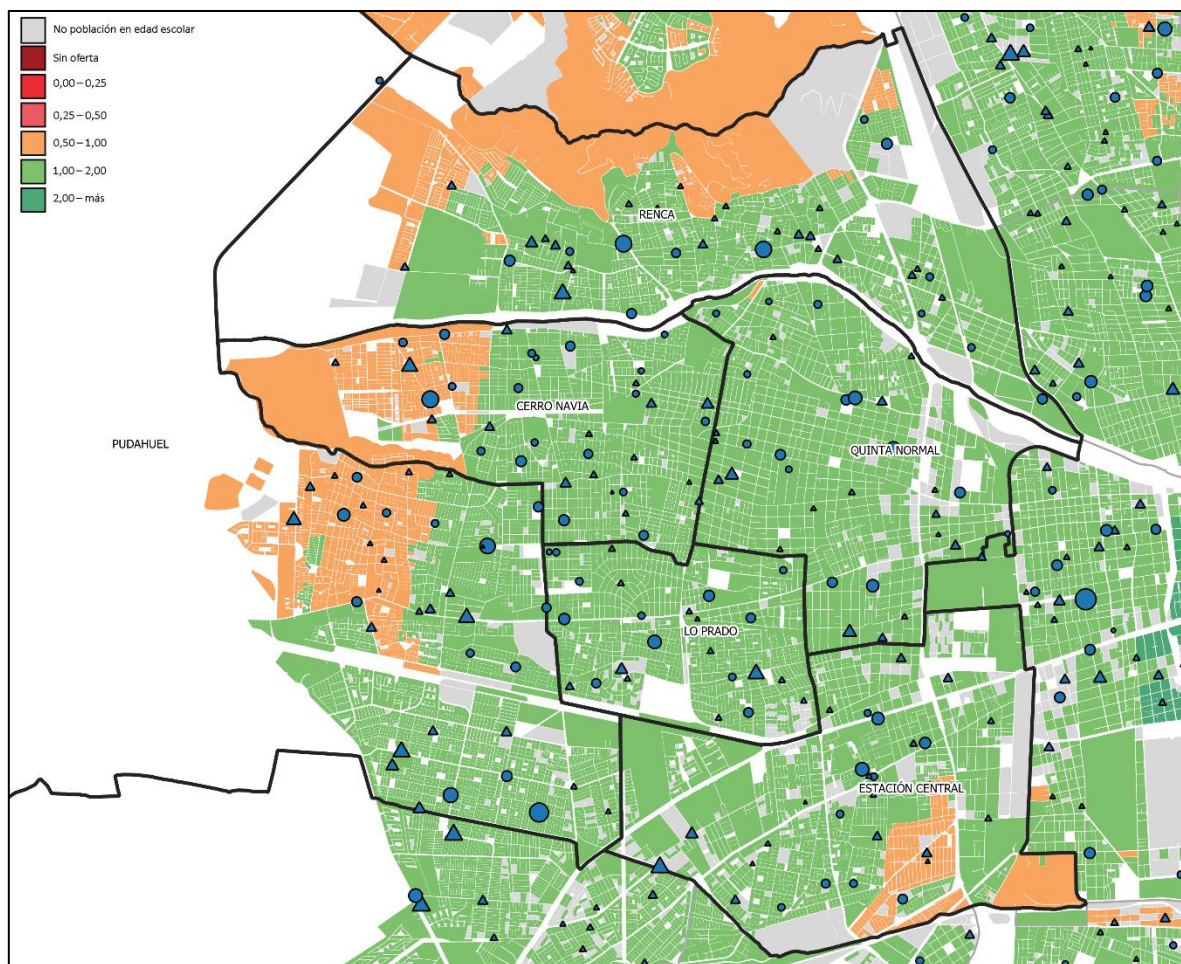 No población en edad escolar
Sin oferta
0,00 – 0,25
0,25 – 0,50
0,50 – 1,00
1,00 – 2,00
2,00 – más
RENCA
CERRO NAVIA
PUDAHUEL
QUINTA NORMAL
LO PRADO
ESTACIÓN CENTRAL